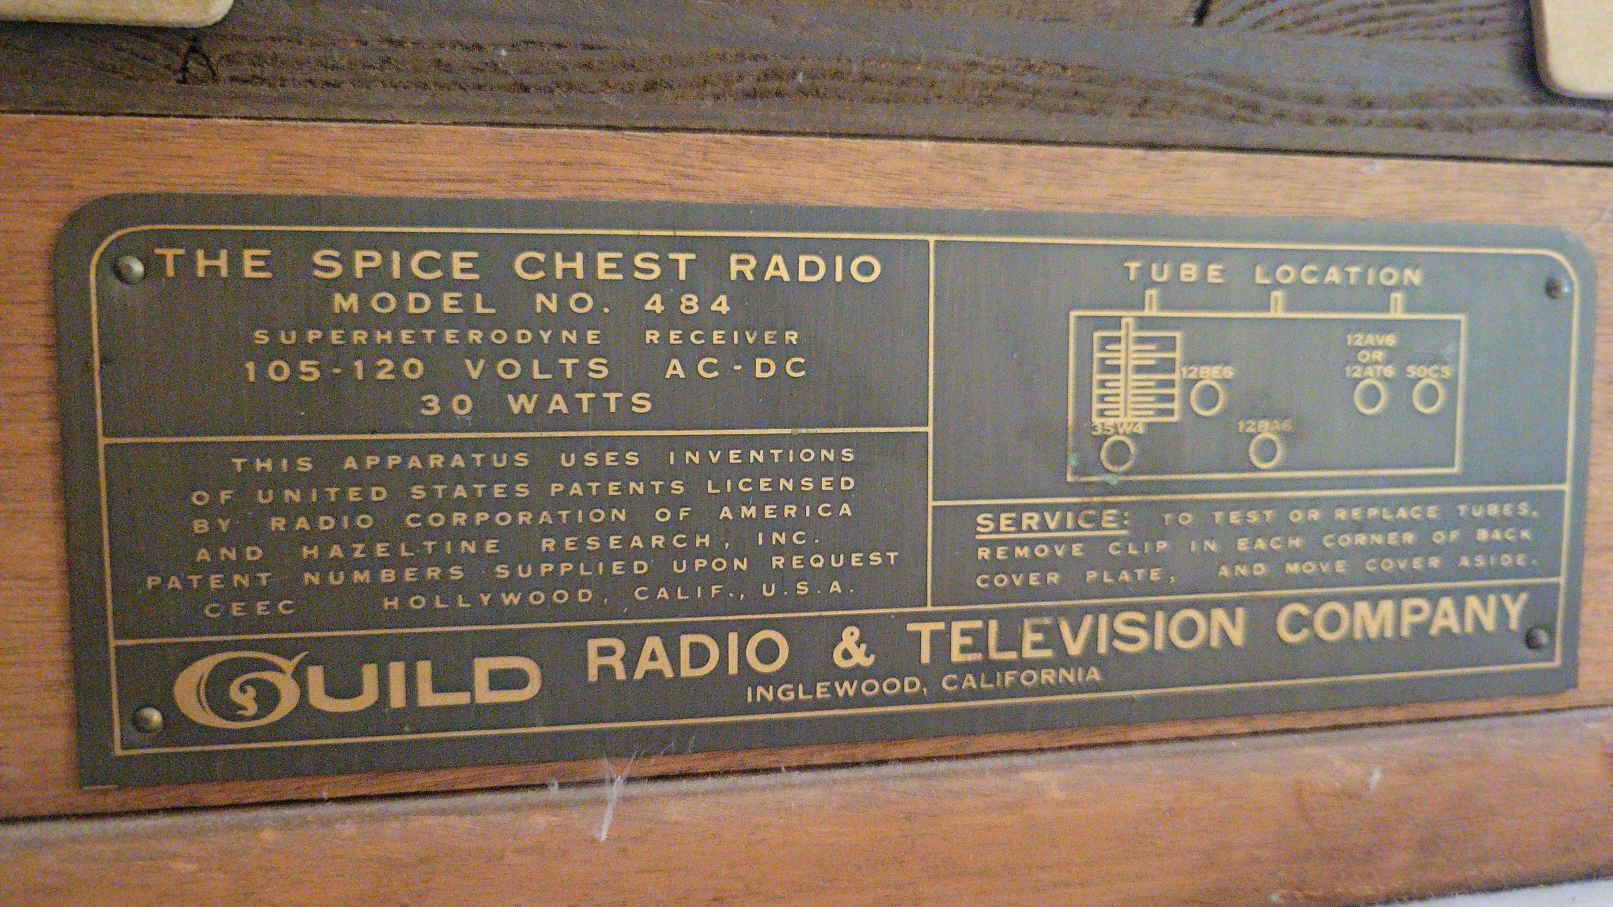 THE SPICE CHEST RADIO
MODEL NO. 484
SUPERHETERODYNE RECEIVER
105-120 VOLTS AC-DC
30 WATTS
THIS APPARATUS USES INVENTIONS
OF UNITED STATES PATENTS LICENSED
BY RADIO CORPORATION OF AMERICA
AND HAZELTINE RESEARCH, INC.
PATENT NUMBERS SUPPLIED UPON REQUEST
CEEC HOLLYWOOD, CALIF., U.S.A.
TUBE LOCATION
12AV6
OR
12BE6 12AT6 50C5
35W4 12BA6
SERVICE: TO TEST OR REPLACE TUBES,
REMOVE CLIP IN EACH CORNER OF BACK
COVER PLATE, AND MOVE COVER ASIDE.
GUILD RADIO & TELEVISION COMPANY
INGLEWOOD, CALIFORNIA